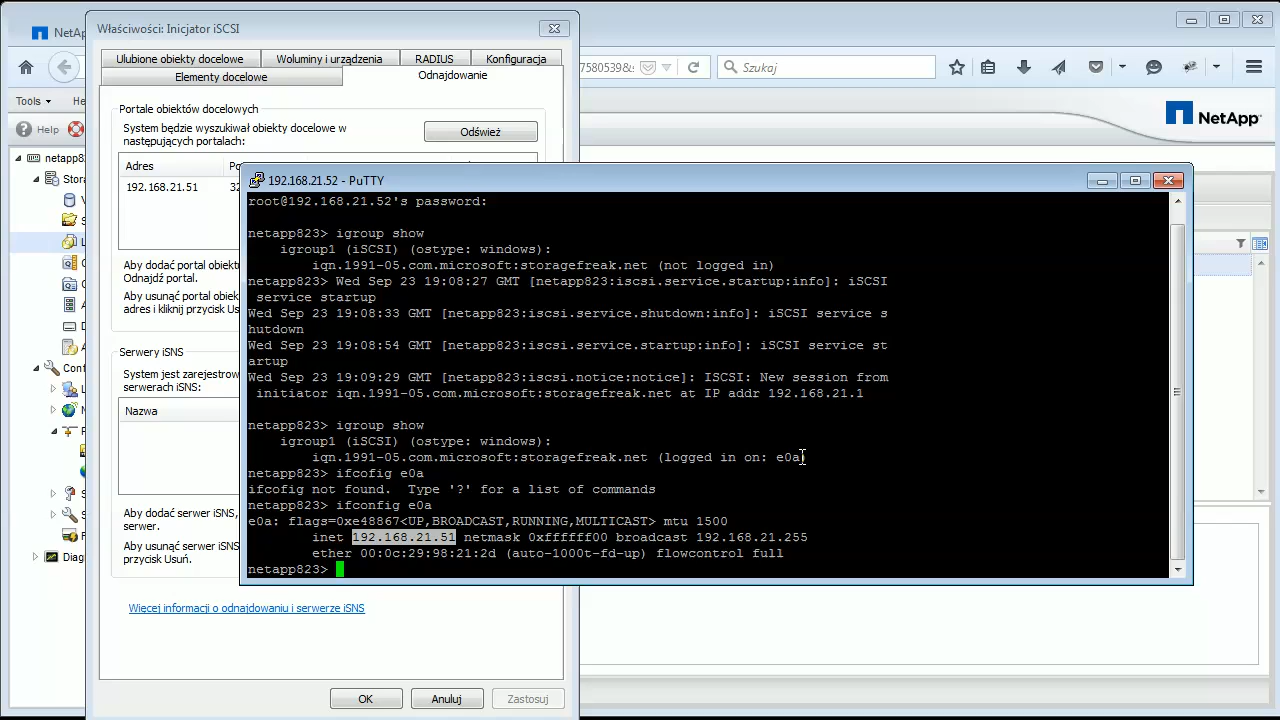 NetAp
Właściwości: Inicjator iSCSI
Ulubione obiekty docelowe
Woluminy i urządzenia
RADIUS
Konfiguracja
Elementy docelowe
Odnajdowanie
7580539&
Szukaj
Tools
He
Portale obiektów docelowych
System będzie wyszukiwał obiekty docelowe w
następujących portalach:
Odśwież
NetApp
Help
Adres
Po
192.168.21.51
32
netapp82
Stora
192.168.21.52 - PuTTY
root@192.168.21.52's password:
netapp823> igroup show
igroup1 (iSCSI) (ostype: windows):
iqn.1991-05.com.microsoft:storagefreak.net (not logged in)
netapp823> Wed Sep 23 19:08:27 GMT [netapp823:iscsi.service.startup:info]: iSCSI
service startup
Wed Sep 23 19:08:33 GMT [netapp823:iscsi.service.shutdown:info]: iSCSI service s
hutdown
Wed Sep 23 19:08:54 GMT [netapp823:iscsi.service.startup:info]: iSCSI service st
artup
Wed Sep 23 19:09:29 GMT [netapp823:iscsi.notice:notice]: ISCSI: New session from
initiator iqn.1991-05.com.microsoft:storagefreak.net at IP addr 192.168.21.1
netapp823> igroup show
igroup1 (iSCSI) (ostype: windows):
iqn.1991-05.com.microsoft:storagefreak.net (logged in on: e0a)
netapp823> ifcofig e0a
ifcofig not found.  Type '?' for a list of commands
netapp823> ifconfig e0a
e0a: flags=0xe48867<UP,BROADCAST,RUNNING,MULTICAST> mtu 1500
inet 192.168.21.51 netmask 0xffffff00 broadcast 192.168.21.255
ether 00:0c:29:98:21:2d (auto-1000t-fd-up) flowcontrol full
netapp823>
Aby dodać portal obiekt
Aby usunąć portal obiek
adres i kliknij przycisk Usu
Serwery iSNS
System jest zarejestrow
serwerach iSNS:
Nazwa
Aby dodać serwer iSNS,
serwer.
Aby usunąć serwer iSNS
przycisk Usuń.
Conf
Diag
Więcej informacji o odnajdowaniu i serwerze iSNS
OK
Anuluj
Zastosuj